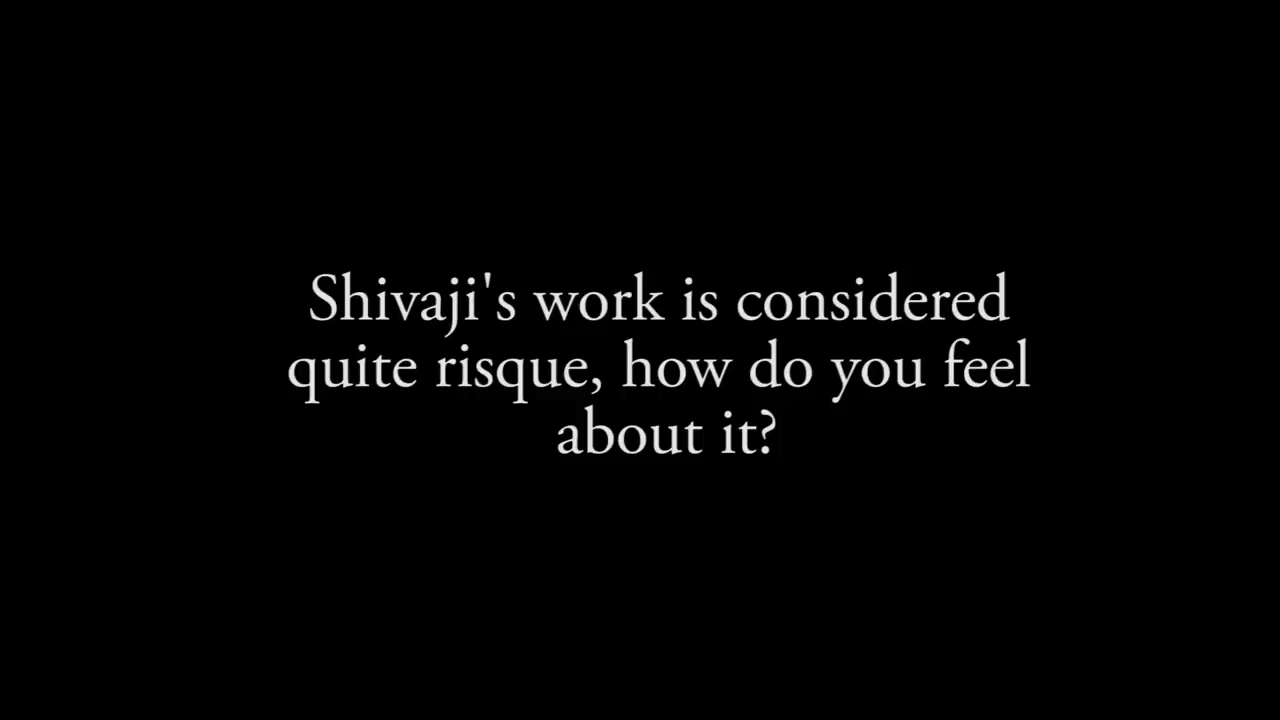 Shivaji's work is considered
quite risque, how do you feel
about it?